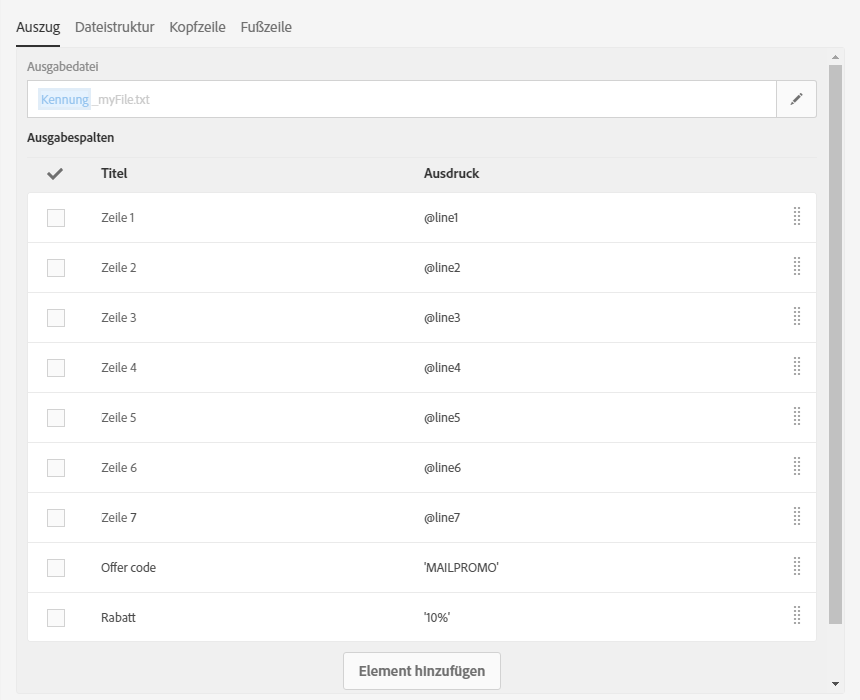 Auszug Dateistruktur Kopfzeile Fußzeile
Ausgabedatei
Kennung _myFile.txt
Ausgabespalten
Titel Ausdruck
Zeile 1 @line1
Zeile 2 @line2
Zeile 3 @line3
Zeile 4 @line4
Zeile 5 @line5
Zeile 6 @line6
Zeile 7 @line7
Offer code 'MAILPROMO'
Rabatt '10%'
Element hinzufügen